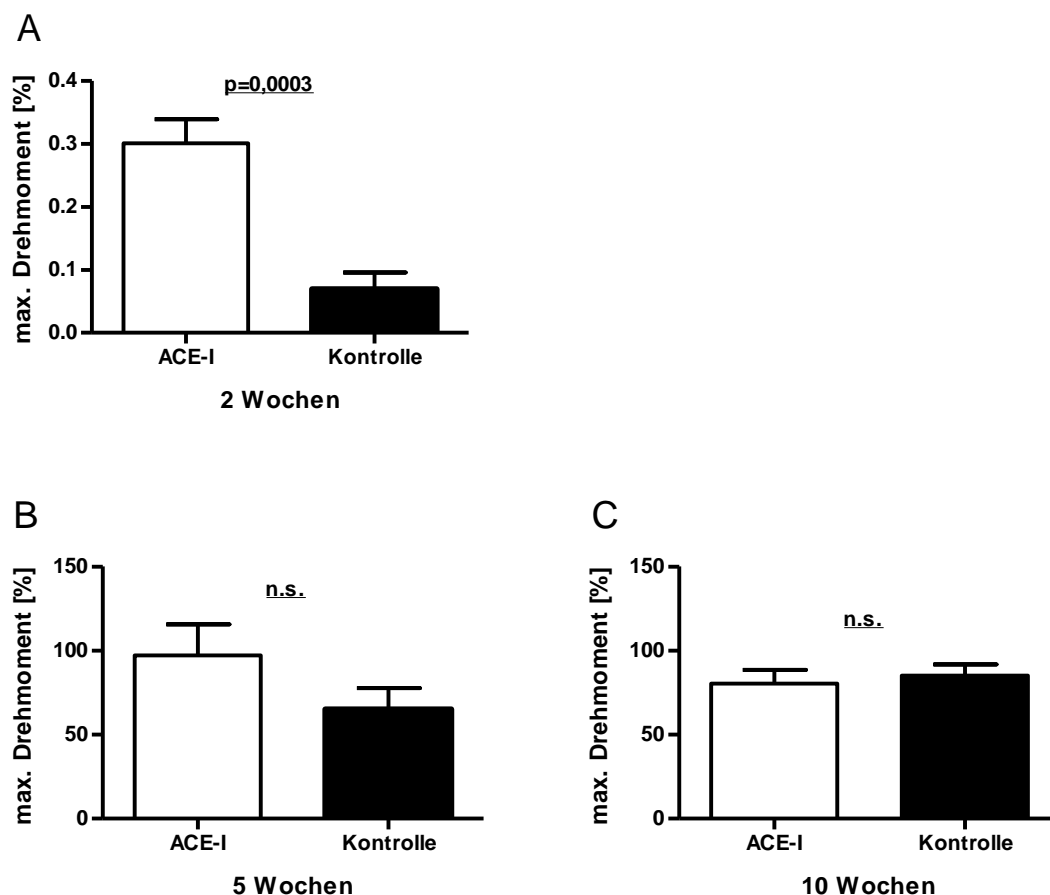 A
max. Drehmoment [%]
p=0,0003
0.4
0.3
0.2
0.1
0.0
ACE-I Kontrolle
2 Wochen
B
max. Drehmoment [%]
150
n.s.
100
50
0
ACE-I Kontrolle
5 Wochen
C
max. Drehmoment [%]
150
n.s.
100
50
0
ACE-I Kontrolle
10 Wochen